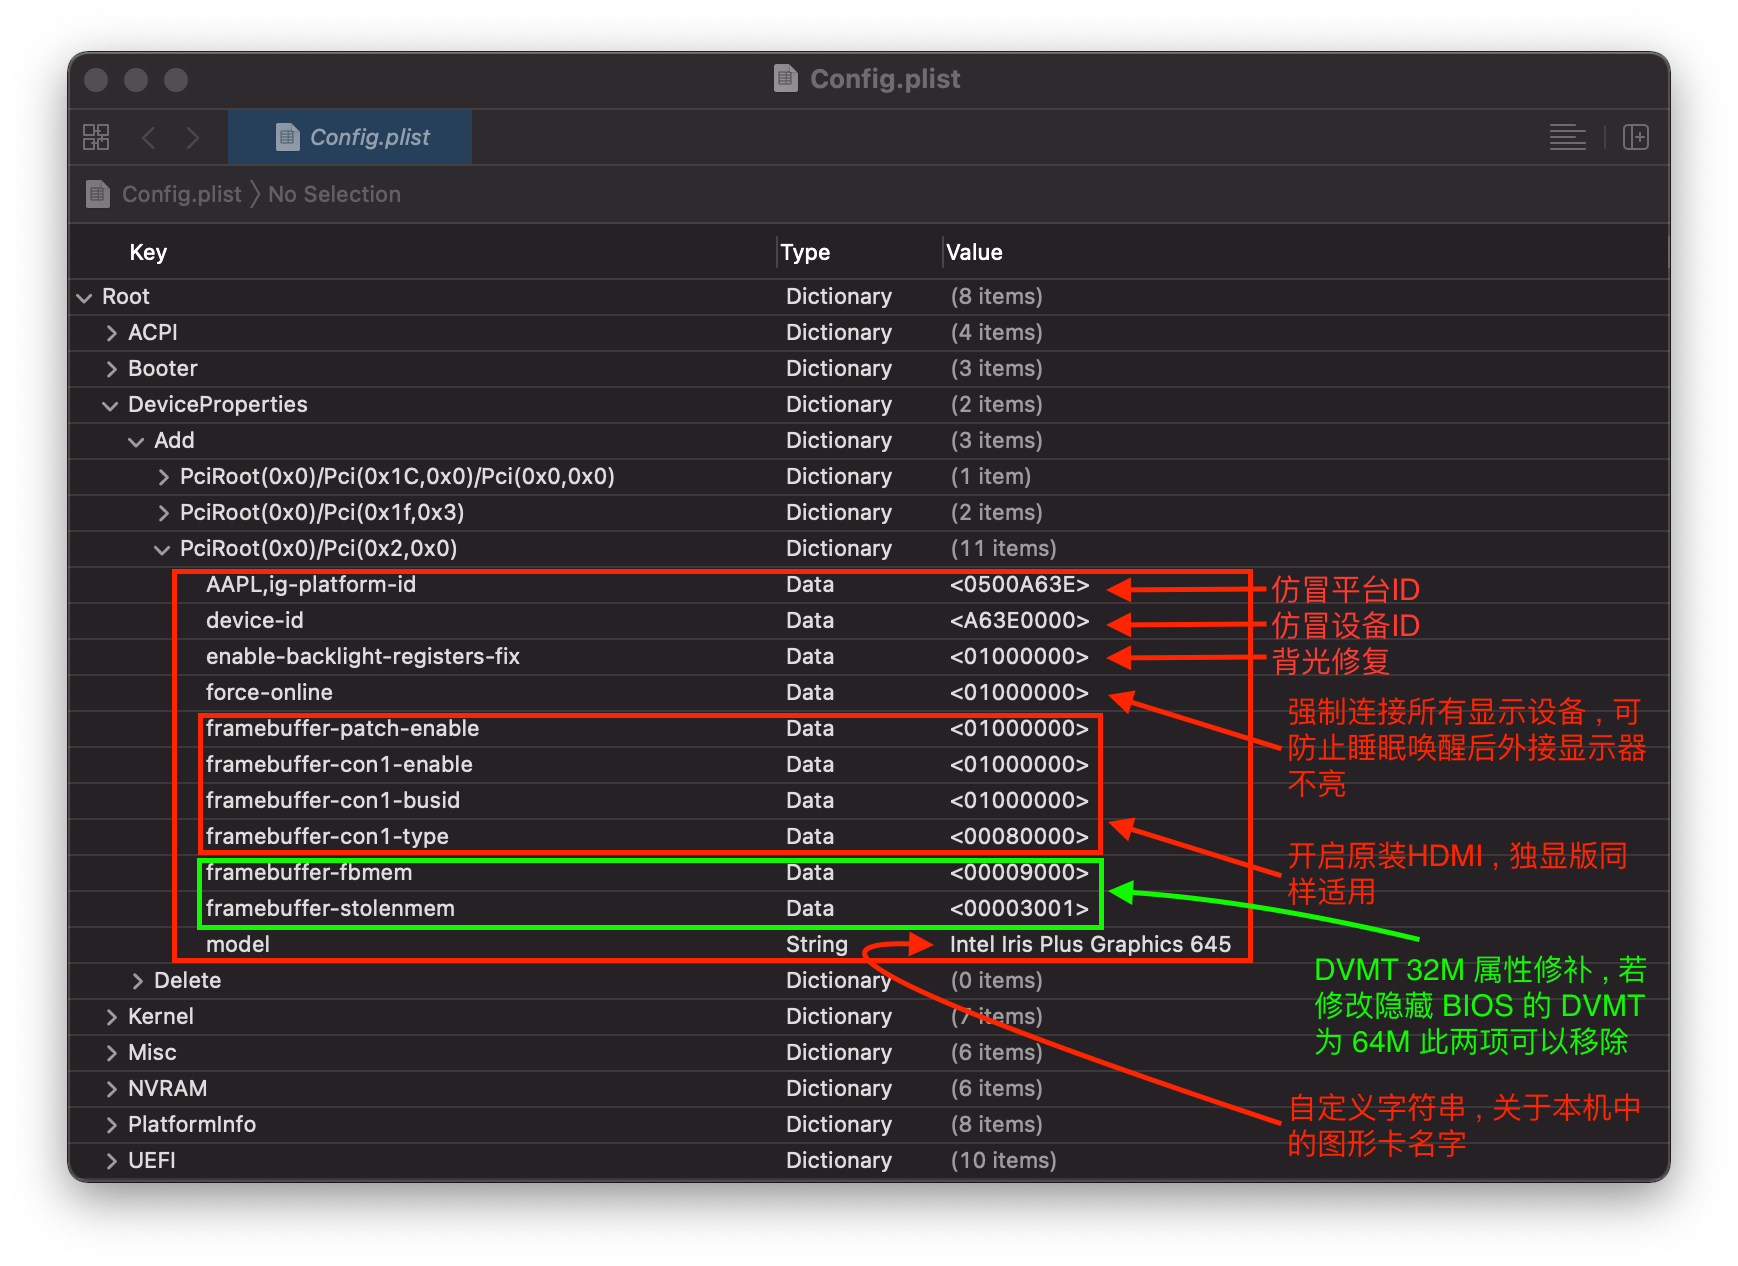 Config.plist
Config.plist
Config.plist 〉 No Selection
Key Type Value
Root Dictionary (8 items)
ACPI Dictionary (4 items)
Booter Dictionary (3 items)
DeviceProperties Dictionary (2 items)
Add Dictionary (3 items)
PciRoot(0x0)/Pci(0x1C,0x0)/Pci(0x0,0x0) Dictionary (1 item)
PciRoot(0x0)/Pci(0x1f,0x3) Dictionary (2 items)
PciRoot(0x0)/Pci(0x2,0x0) Dictionary (11 items)
AAPL,ig-platform-id Data <0500A63E> 仿冒平台ID
device-id Data <A63E0000> 仿冒设备ID
enable-backlight-registers-fix Data <01000000> 背光修复
force-online Data <01000000>
强制连接所有显示设备，可
防止睡眠唤醒后外接显示器
不亮
framebuffer-patch-enable Data <01000000>
framebuffer-con1-enable Data <01000000>
framebuffer-con1-busid Data <01000000>
framebuffer-con1-type Data <00080000>
开启原装HDMI，独显版同
样适用
framebuffer-fbmem Data <00009000>
framebuffer-stolenmem Data <00003001>
DVMT 32M 属性修补，若
修改隐藏 BIOS 的 DVMT
为 64M 此两项可以移除
model String Intel Iris Plus Graphics 645
自定义字符串，关于本机中
的图形卡名字
Delete Dictionary (0 items)
Kernel Dictionary (7 items)
Misc Dictionary (6 items)
NVRAM Dictionary (6 items)
PlatformInfo Dictionary (8 items)
UEFI Dictionary (10 items)